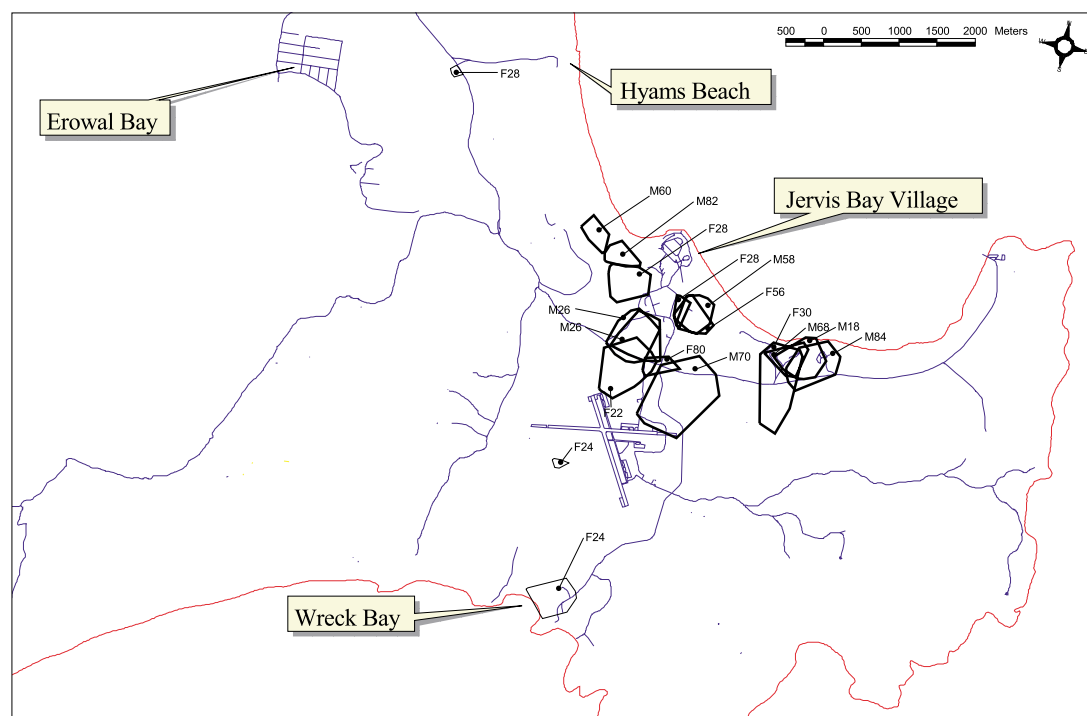 500 0 500 1000 1500 2000 Meters
N
W E
S
F28
Hyams Beach
Erowal Bay
M60
Jervis Bay Village
M82
F28
F28
M58
F56
M26
F30
M26
M68
M18
M84
F80
M70
F22
F24
F24
Wreck Bay